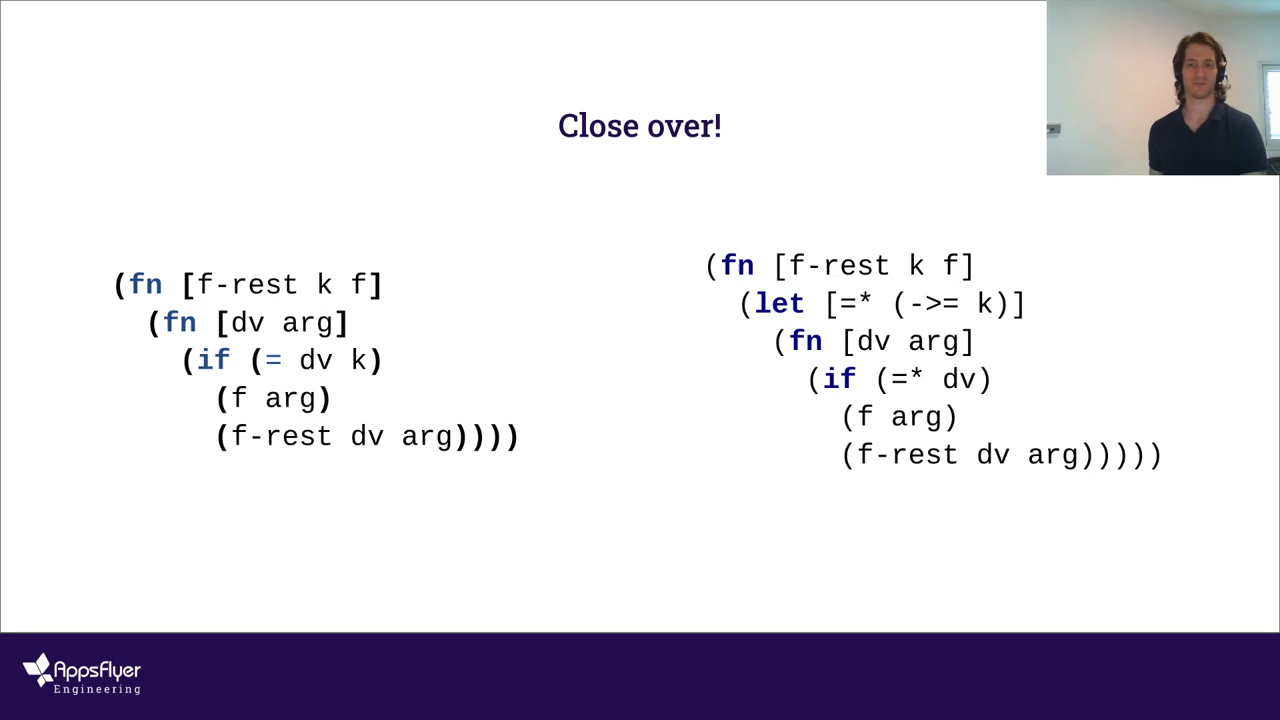 Close over!
(fn [f-rest k f]
(fn [dv arg]
(if (= dv k)
(f arg)
(f-rest dv arg))))
(fn [f-rest k f]
(let [=* (->= k)]
(fn [dv arg]
(if (=* dv)
(f arg)
(f-rest dv arg)))))
AppsFlyer
Engineering